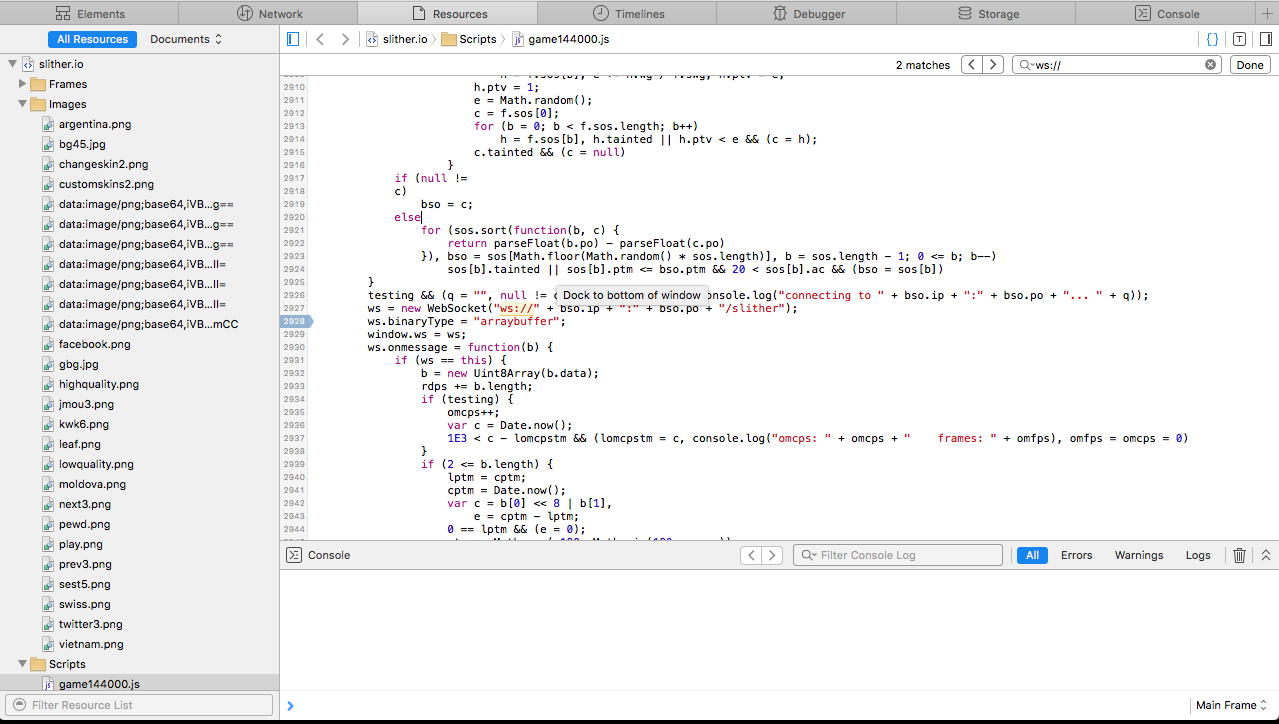 Elements
Network
Resources
Timelines
Debugger
Storage
Console
All Resources
Documents
slither.io
Scripts
game144000.js
{ }
T
2 matches
ws://
Done
slither.io
Frames
Images
argentina.png
bg45.jpg
changeskin2.png
customskins2.png
data:image/png;base64,iVB…g==
data:image/png;base64,iVB…g==
data:image/png;base64,iVB…g==
data:image/png;base64,iVB…II=
data:image/png;base64,iVB…II=
data:image/png;base64,iVB…II=
data:image/png;base64,iVB…mCC
facebook.png
gbg.jpg
highquality.png
jmou3.png
kwk6.png
leaf.png
lowquality.png
moldova.png
next3.png
pewd.png
play.png
prev3.png
sest5.png
swiss.png
twitter3.png
vietnam.png
Scripts
game144000.js
Filter Resource List
2910 h.ptv = 1;
2911 e = Math.random();
2912 c = f.sos[0];
2913 for (b = 0; b < f.sos.length; b++)
2914 h = f.sos[b], h.tainted || h.ptv < e && (c = h);
2915 c.tainted && (c = null)
2916 }
2917 if (null !=
2918 c)
2919 bso = c;
2920 else
2921 for (sos.sort(function(b, c) {
2922 return parseFloat(b.po) - parseFloat(c.po)
2923 }), bso = sos[Math.floor(Math.random() * sos.length)], b = sos.length - 1; 0 <= b; b--)
2924 sos[b].tainted || sos[b].ptm <= bso.ptm && 20 < sos[b].ac && (bso = sos[b])
2925 }
2926 testing && (q = "", null != console.log("connecting to " + bso.ip + ":" + bso.po + "... " + q));
Dock to bottom of window
2927 ws = new WebSocket("ws://" + bso.ip + ":" + bso.po + "/slither");
2928 ws.binaryType = "arraybuffer";
2929 window.ws = ws;
2930 ws.onmessage = function(b) {
2931 if (ws == this) {
2932 b = new Uint8Array(b.data);
2933 rdps += b.length;
2934 if (testing) {
2935 omcps++;
2936 var c = Date.now();
2937 1E3 < c - lomcpstm && (lomcpstm = c, console.log("omcps: " + omcps + "    frames: " + omfps), omfps = omcps = 0)
2938 }
2939 if (2 <= b.length) {
2940 lptm = cptm;
2941 cptm = Date.now();
2942 var c = b[0] << 8 | b[1],
2943 e = cptm - lptm;
2944 0 == lptm && (e = 0);
Console
Filter Console Log
All
Errors
Warnings
Logs
Main Frame